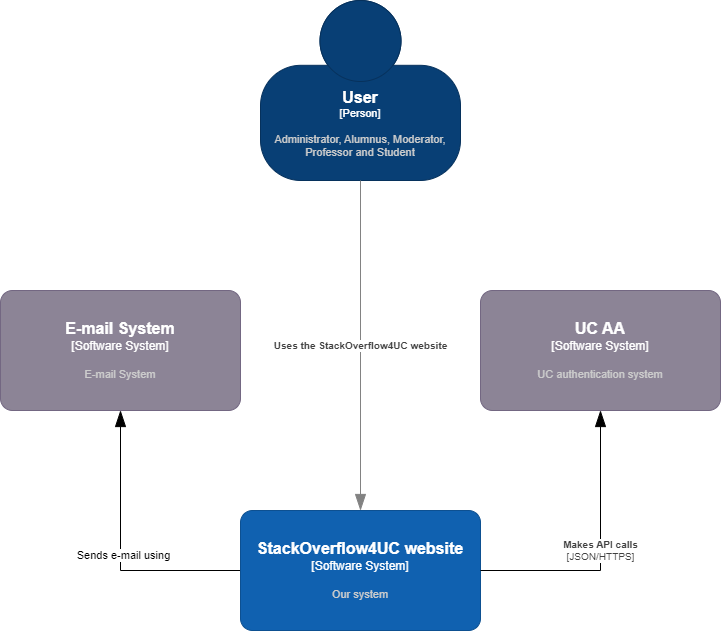 User
[Person]
Administrator, Alumnus, Moderator,
Professor and Student
Uses the StackOverflow4UC website
E-mail System
[Software System]
E-mail System
UC AA
[Software System]
UC authentication system
StackOverflow4UC website
[Software System]
Our system
Sends e-mail using
Makes API calls
[JSON/HTTPS]